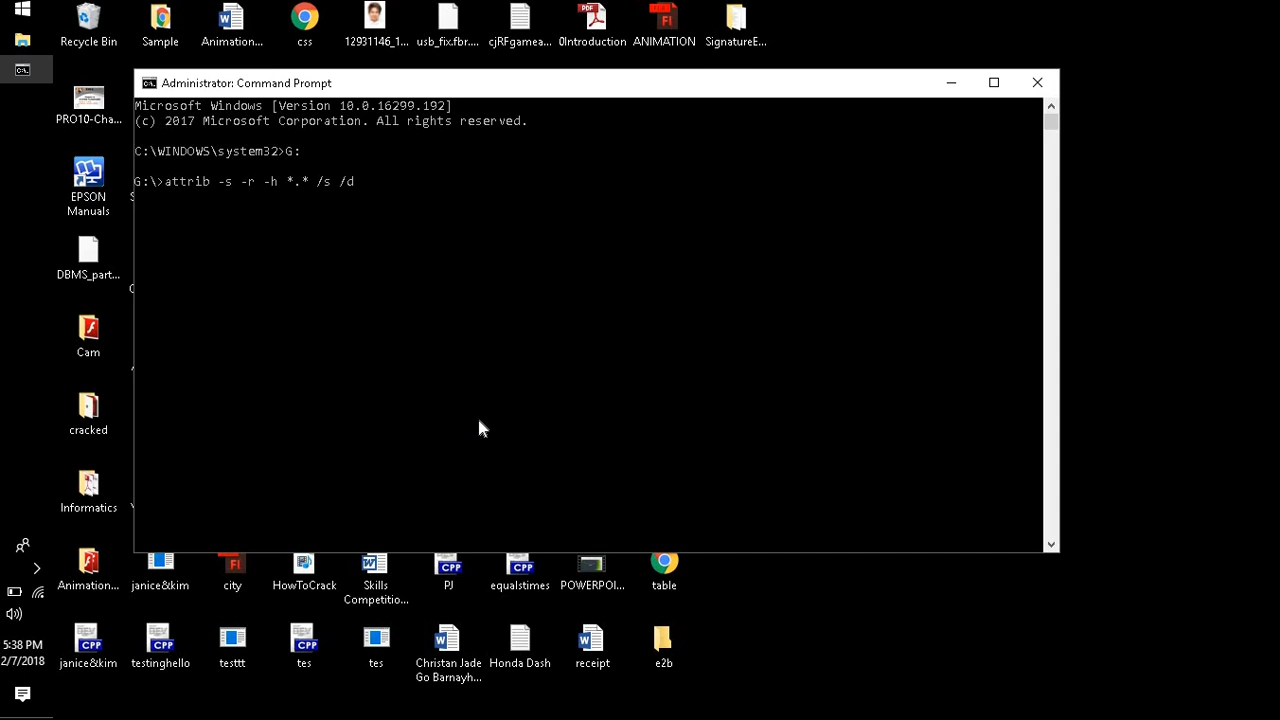 Recycle Bin
Sample
Animation...
css
12931146_1...
usb_fix.fbr....
cjRFgamea...
0Introduction
ANIMATION
SignatureE...
Administrator: Command Prompt
Microsoft Windows [Version 10.0.16299.192]
(c) 2017 Microsoft Corporation. All rights reserved.
C:\WINDOWS\system32>G:
G:\>attrib -s -r -h *.* /s /d
PRO10-Cha...
EPSON
Manuals
DBMS_part...
Cam
cracked
Informatics
Animation...
janice&kim
city
HowToCrack
Skills
Competitio...
PJ
equalstimes
POWERPOI...
table
janice&kim
testinghello
testtt
tes
tes
Christan Jade
Go Barnayh...
Honda Dash
receipt
e2b
5:38 PM
2/7/2018